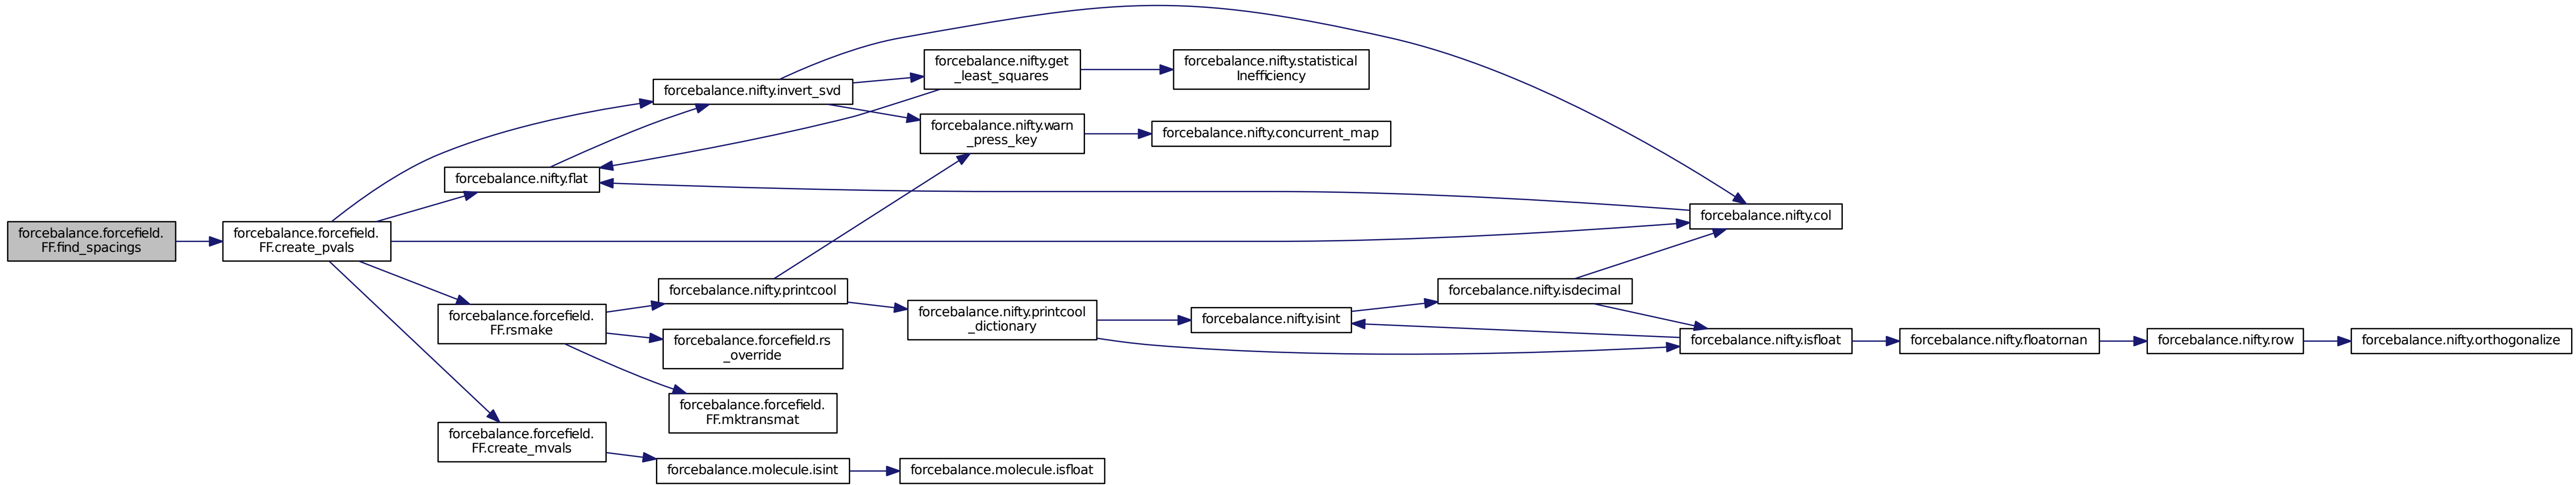 forcebalance.forcefield.
FF.find_spacings
forcebalance.forcefield.
FF.create_pvals
forcebalance.nifty.flat
forcebalance.nifty.invert_svd
forcebalance.nifty.get
_least_squares
forcebalance.nifty.statistical
Inefficiency
forcebalance.nifty.warn
_press_key
forcebalance.nifty.concurrent_map
forcebalance.nifty.col
forcebalance.forcefield.
FF.rsmake
forcebalance.nifty.printcool
forcebalance.forcefield.rs
_override
forcebalance.forcefield.
FF.mktransmat
forcebalance.nifty.printcool
_dictionary
forcebalance.nifty.isint
forcebalance.nifty.isdecimal
forcebalance.nifty.isfloat
forcebalance.nifty.floatornan
forcebalance.nifty.row
forcebalance.nifty.orthogonalize
forcebalance.forcefield.
FF.create_mvals
forcebalance.molecule.isint
forcebalance.molecule.isfloat